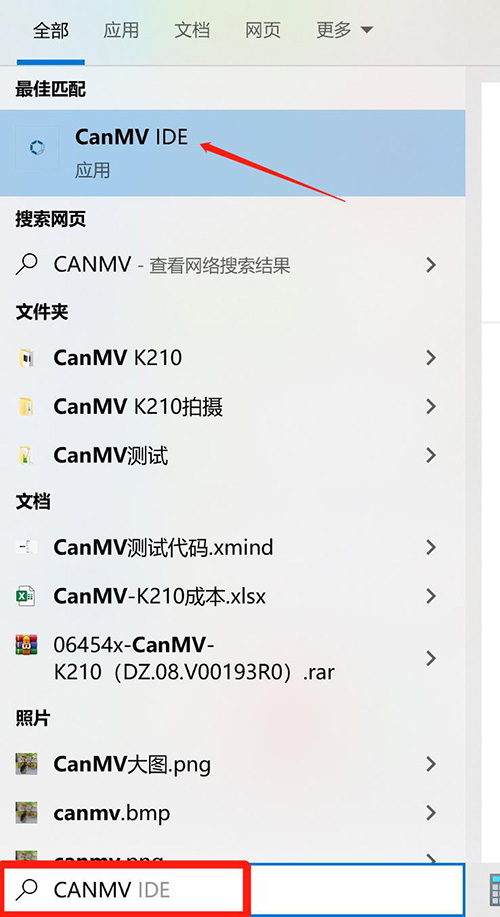 全部 应用 文档 网页 更多
最佳匹配
CanMV IDE
应用
搜索网页
CANMV - 查看网络搜索结果
文件夹
CanMV K210
CanMV K210拍摄
CanMV测试
文档
CanMV测试代码.xmind
CanMV-K210成本.xlsx
06454x-CanMV-
K210（DZ.08.V00193R0）.rar
照片
CanMV大图.png
canmv.bmp
canmv.png
CANMV IDE